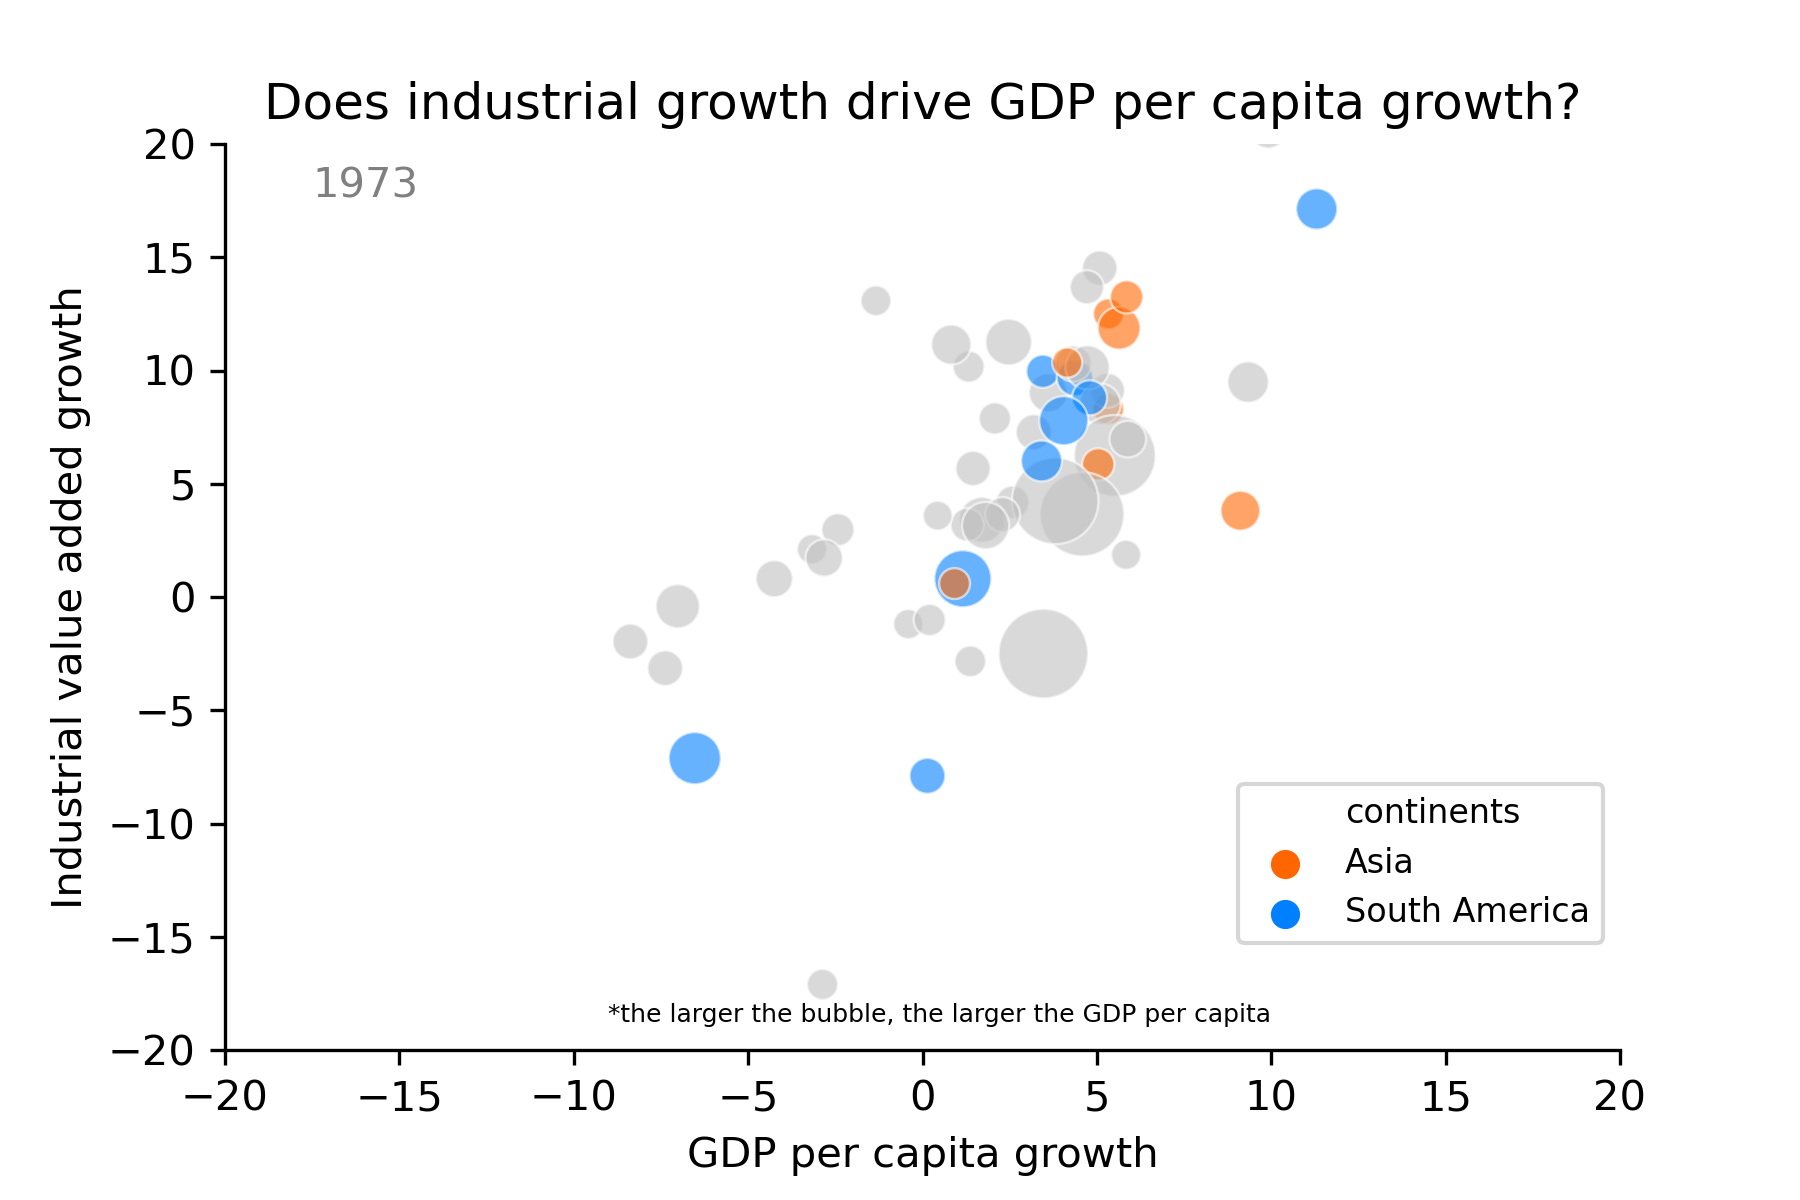 Does industrial growth drive GDP per capita growth?
1973
20
15
10
5
0
−5
−10
−15
−20
Industrial value added growth
continents
Asia
South America
*the larger the bubble, the larger the GDP per capita
−20 −15 −10 −5 0 5 10 15 20
GDP per capita growth